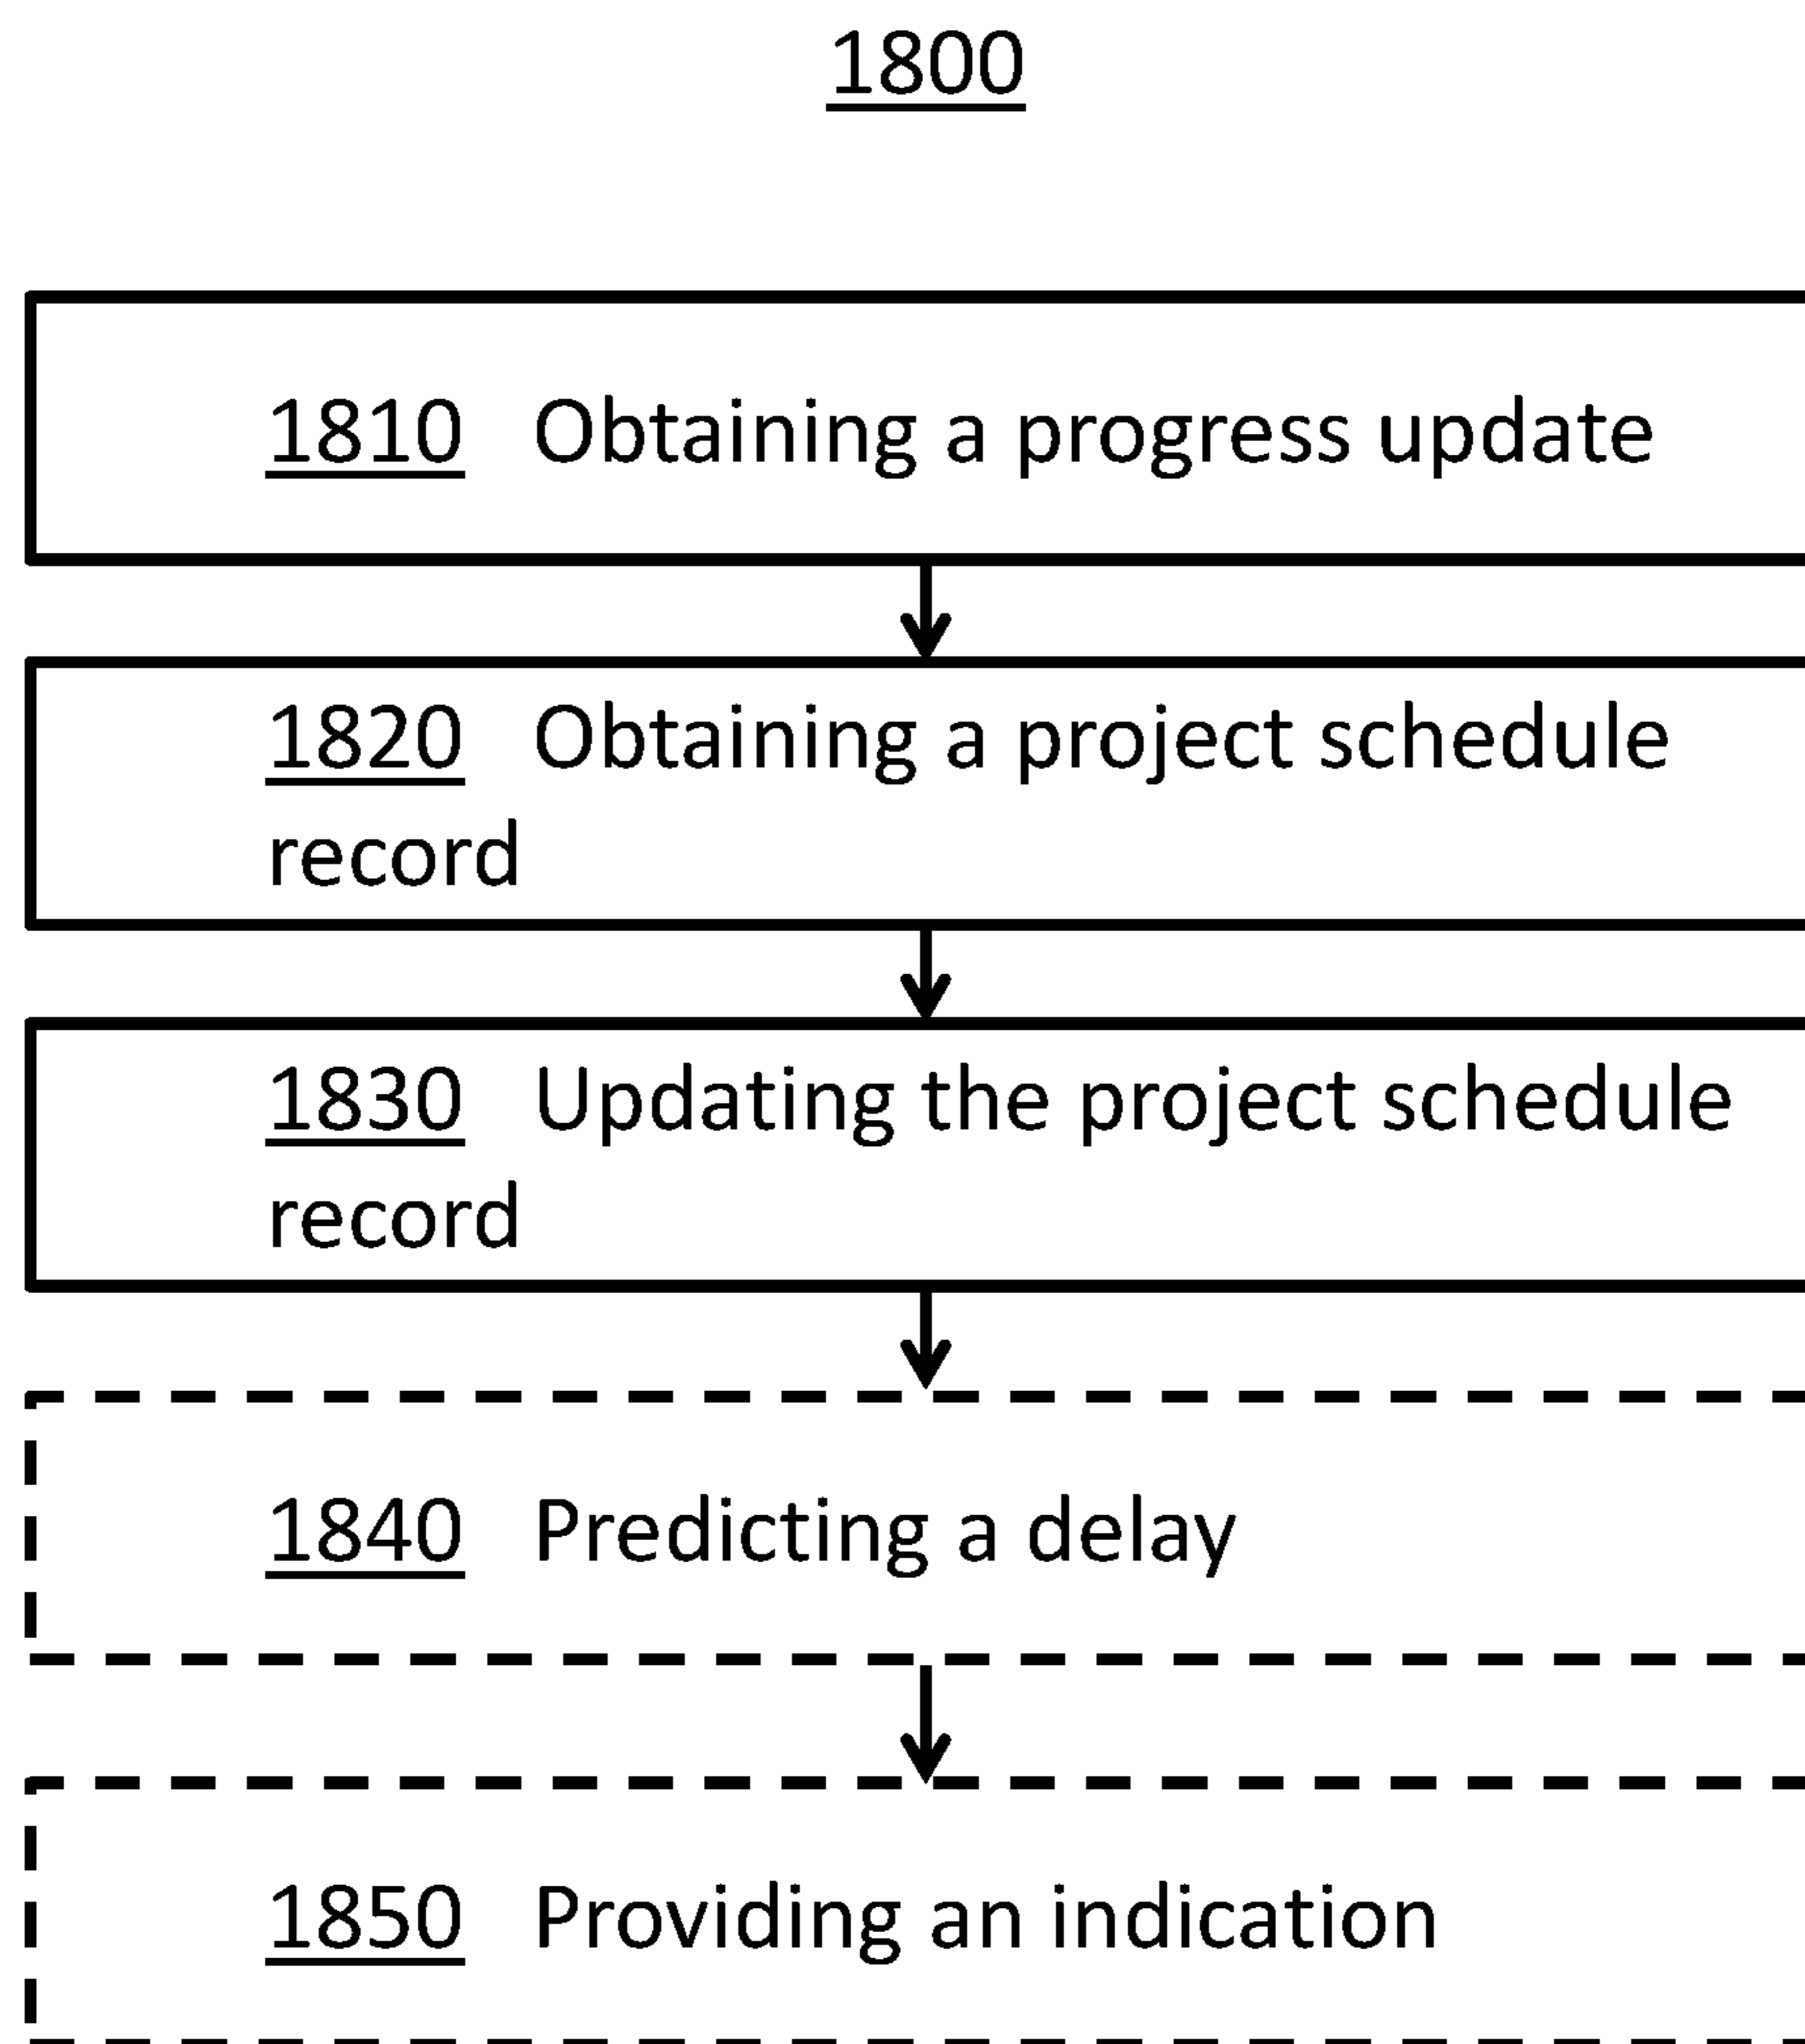 1800
1810 Obtaining a progress update
1820 Obtaining a project schedule
record
1830 Updating the project schedule
record
1840 Predicting a delay
1850 Providing an indication